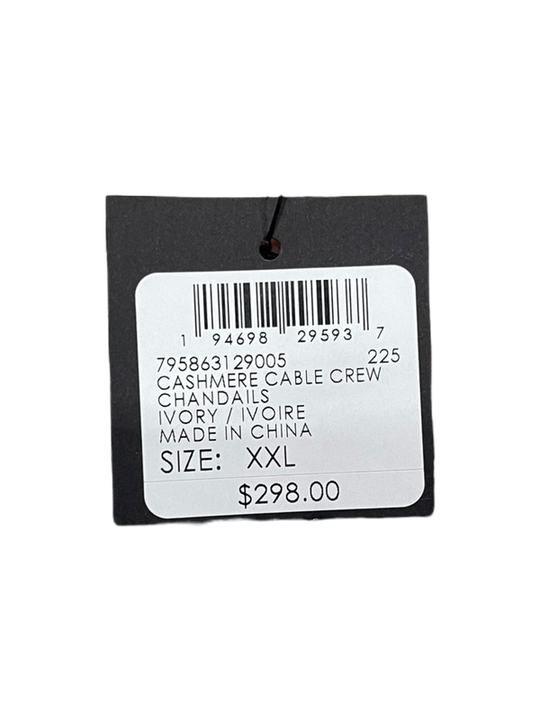 1 94698 29593 7
795863129005 225
CASHMERE CABLE CREW
CHANDAILS
IVORY / IVOIRE
MADE IN CHINA
SIZE: XXL
$298.00